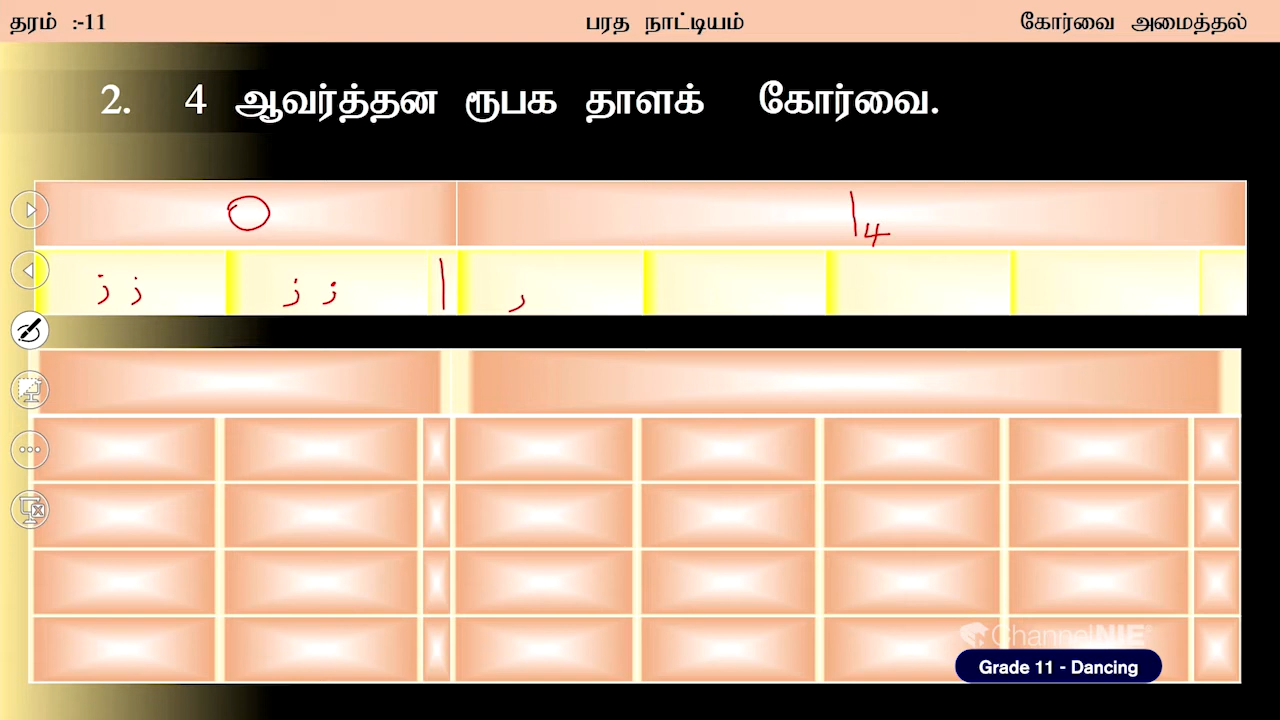 தரம் :-11 பரத நாட்டியம் கோர்வை அமைத்தல்
2. 4 ஆவர்த்தன ரூபக தாளக் கோர்வை.
O |4
ChannelNIE
Grade 11 - Dancing